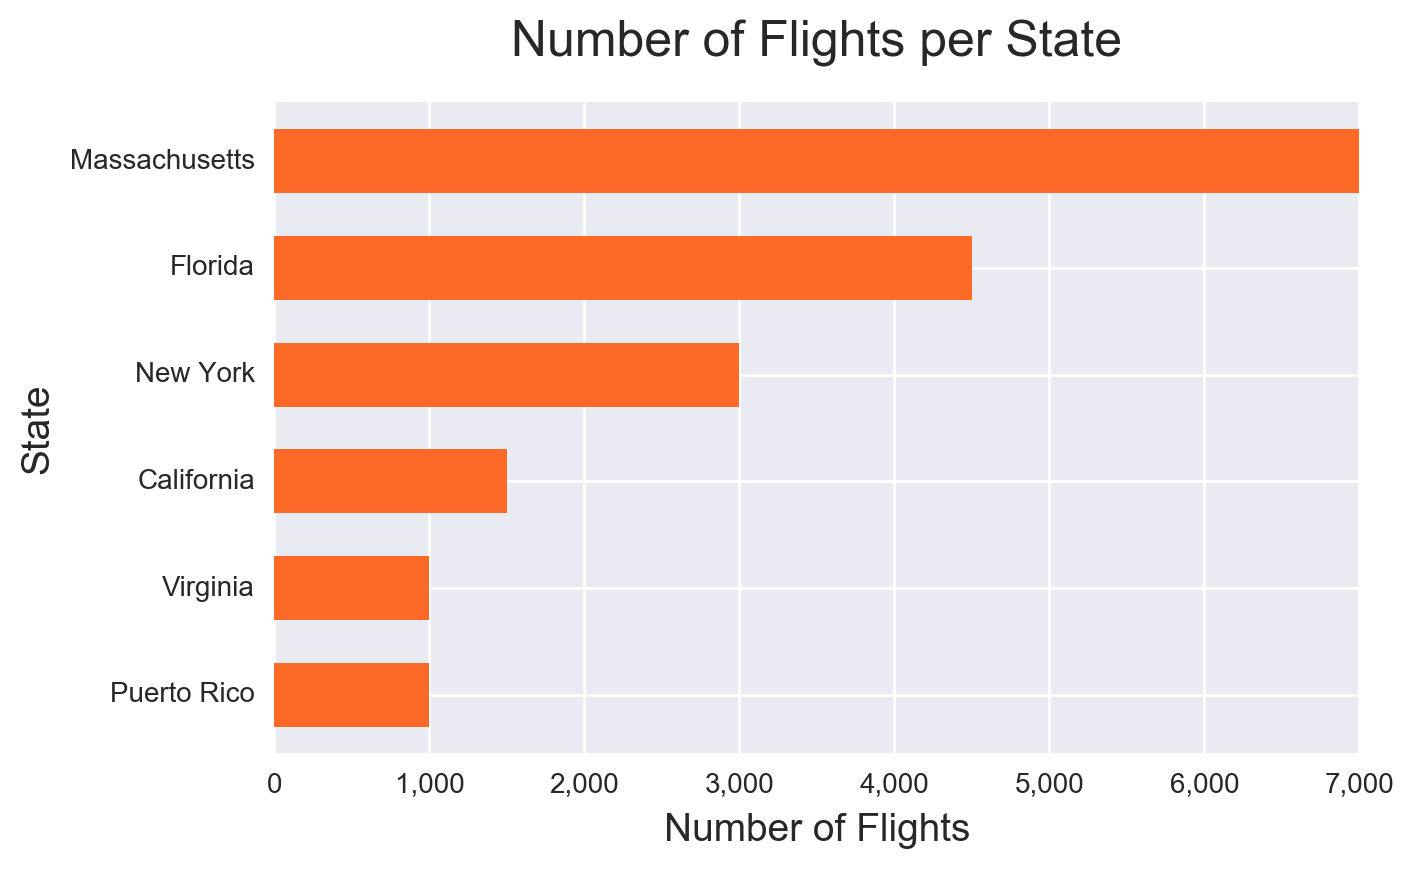 Number of Flights per State
Massachusetts
Florida
New York
California
Virginia
Puerto Rico
State
0 1,000 2,000 3,000 4,000 5,000 6,000 7,000
Number of Flights